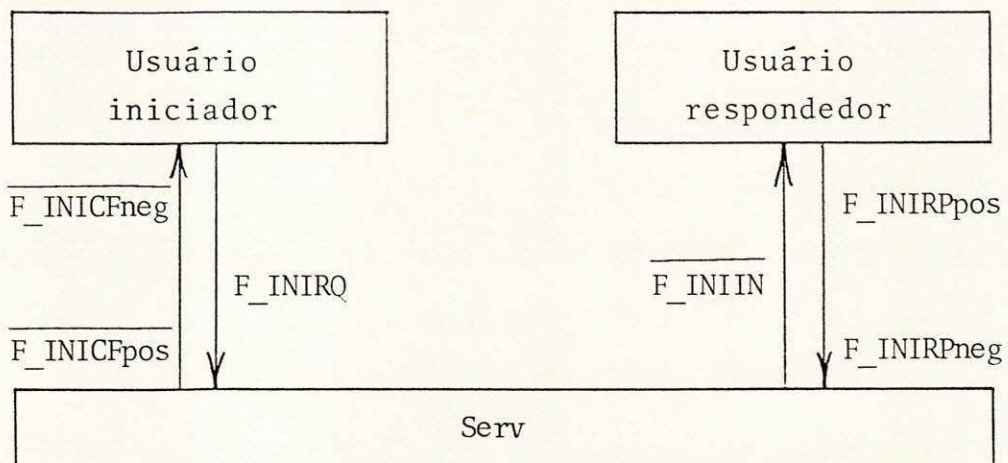 Usuário
iniciador
Usuário
respondedor
F_INICFneg
F_INIRPpos
F_INIRQ
F_INIIN
F_INICFpos
F_INIRPneg
Serv